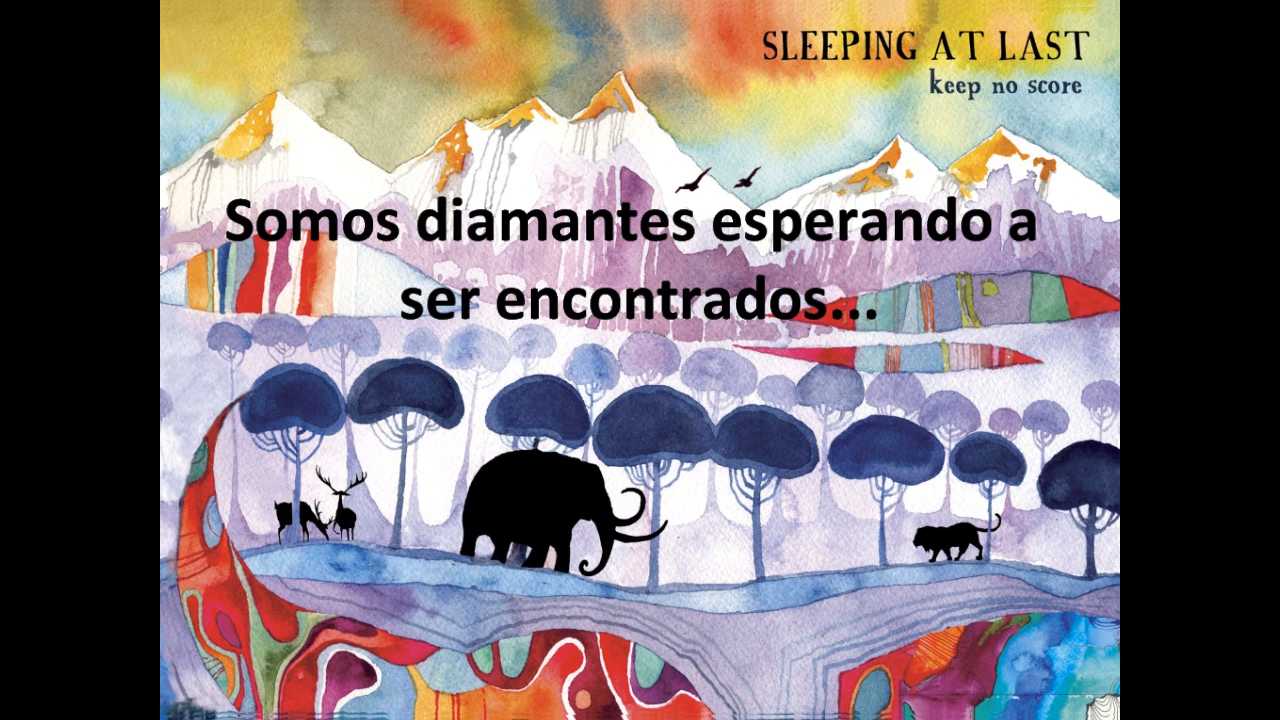 SLEEPING AT LAST
keep no score
Somos diamantes esperando a
ser encontrados...